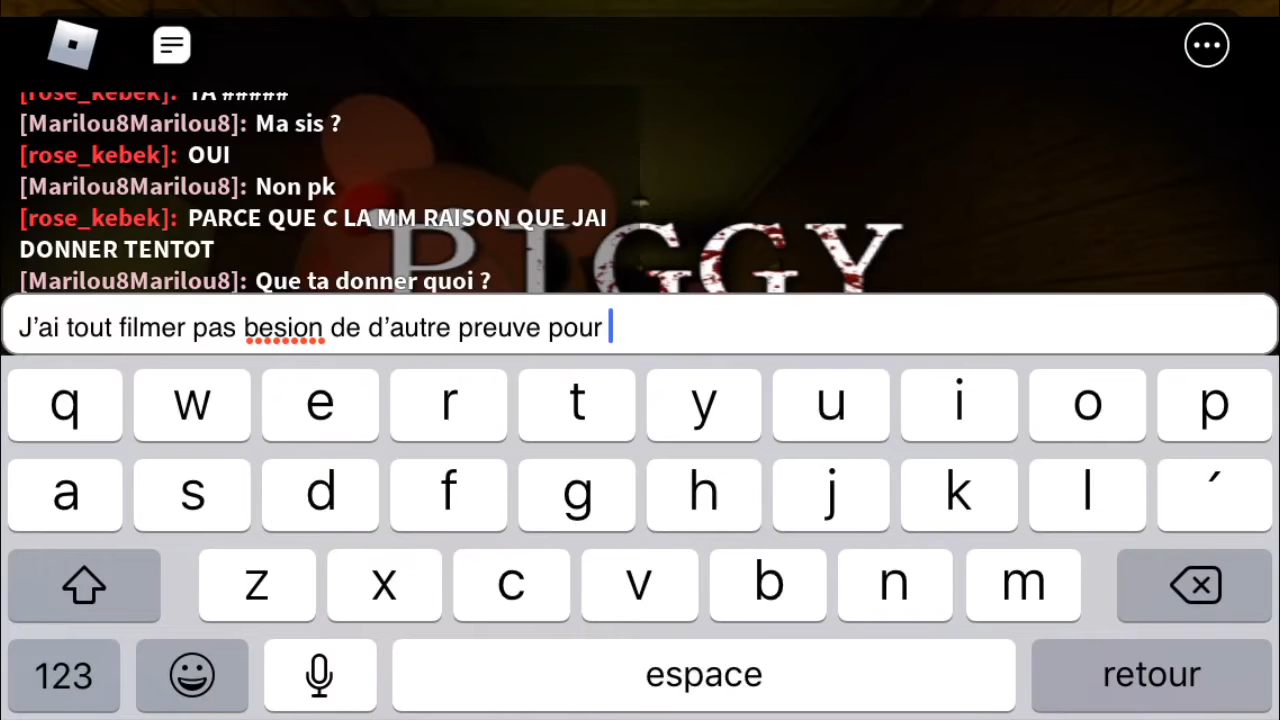 [rose_kebek]: TA #####
[Marilou8Marilou8]: Ma sis ?
[rose_kebek]: OUI
[Marilou8Marilou8]: Non pk
[rose_kebek]: PARCE QUE C LA MM RAISON QUE JAI
DONNER TENTOT
[Marilou8Marilou8]: Que ta donner quoi ?
PIGGY
J'ai tout filmer pas besion de d'autre preuve pour
q w e r t y u i o p
a s d f g h j k l ´
z x c v b n m
123 espace retour